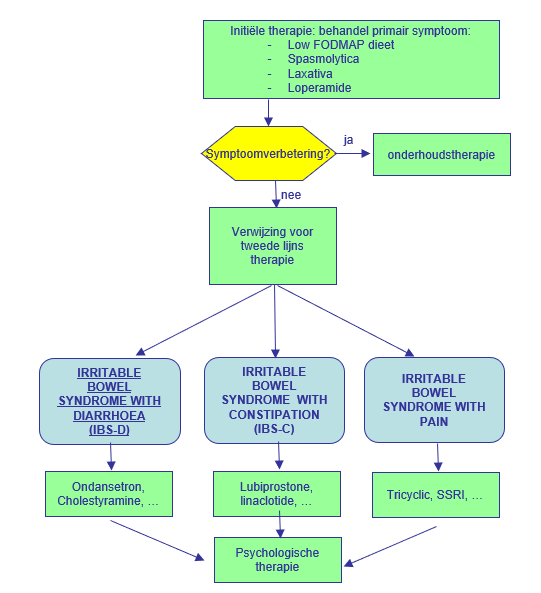 Initiële therapie: behandel primair symptoom:
- Low FODMAP dieet
- Spasmolytica
- Laxativa
- Loperamide
Symptoomverbetering?
ja
onderhoudstherapie
nee
Verwijzing voor
tweede lijns
therapie
IRRITABLE
BOWEL
SYNDROME WITH
DIARRHOEA
(IBS-D)
IRRITABLE
BOWEL
SYNDROME WITH
CONSTIPATION
(IBS-C)
IRRITABLE
BOWEL
SYNDROME WITH
PAIN
Ondansetron,
Cholestyramine, …
Lubiprostone,
linaclotide, …
Tricyclic, SSRI, …
Psychologische
therapie